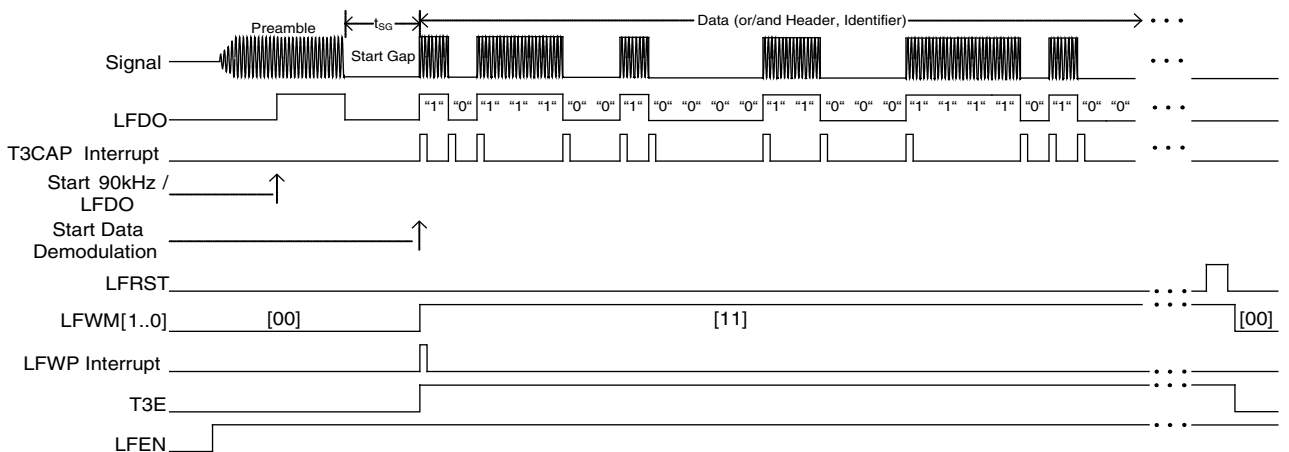 Preamble
t_SG
Data (or/and Header, Identifier)
• • •
Signal
Start Gap
• • •
LFDO
“1“ “0“ “1“ “1“ “1“ “0“ “0“ “1“ “0“ “0“ “0“ “0“ “1“ “1“ “0“ “0“ “0“ “1“ “1“ “1“ “1“ “0“ “1“ “0“ “0“
• • •
T3CAP Interrupt
• • •
Start 90kHz /
LFDO
Start Data
Demodulation
LFRST
• • •
LFWM[1..0]
[00]
[11]
• • •
[00]
LFWP Interrupt
• • •
T3E
• • •
LFEN
• • •